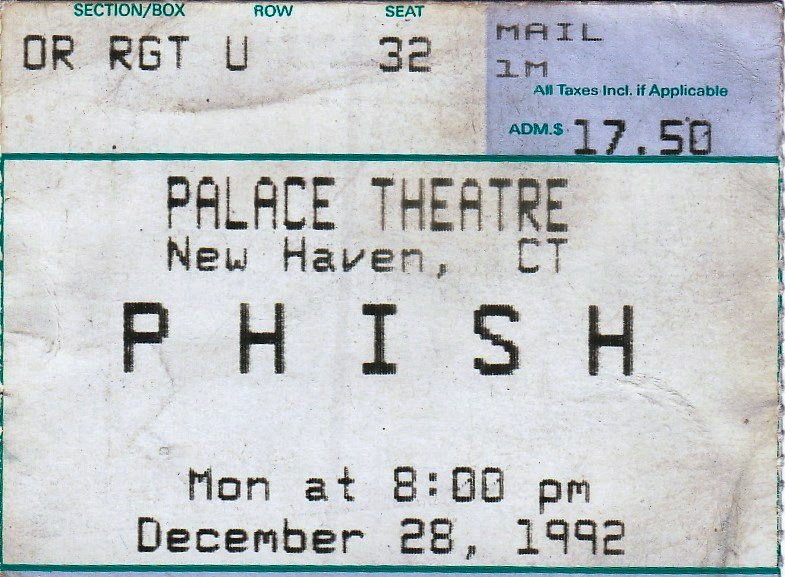 SECTION/BOX ROW SEAT
OR RGT U 32
MAIL
1M
All Taxes Incl. if Applicable
ADM.$ 17.50
PALACE THEATRE
New Haven, CT
PHISH
Mon at 8:00 pm
December 28, 1992